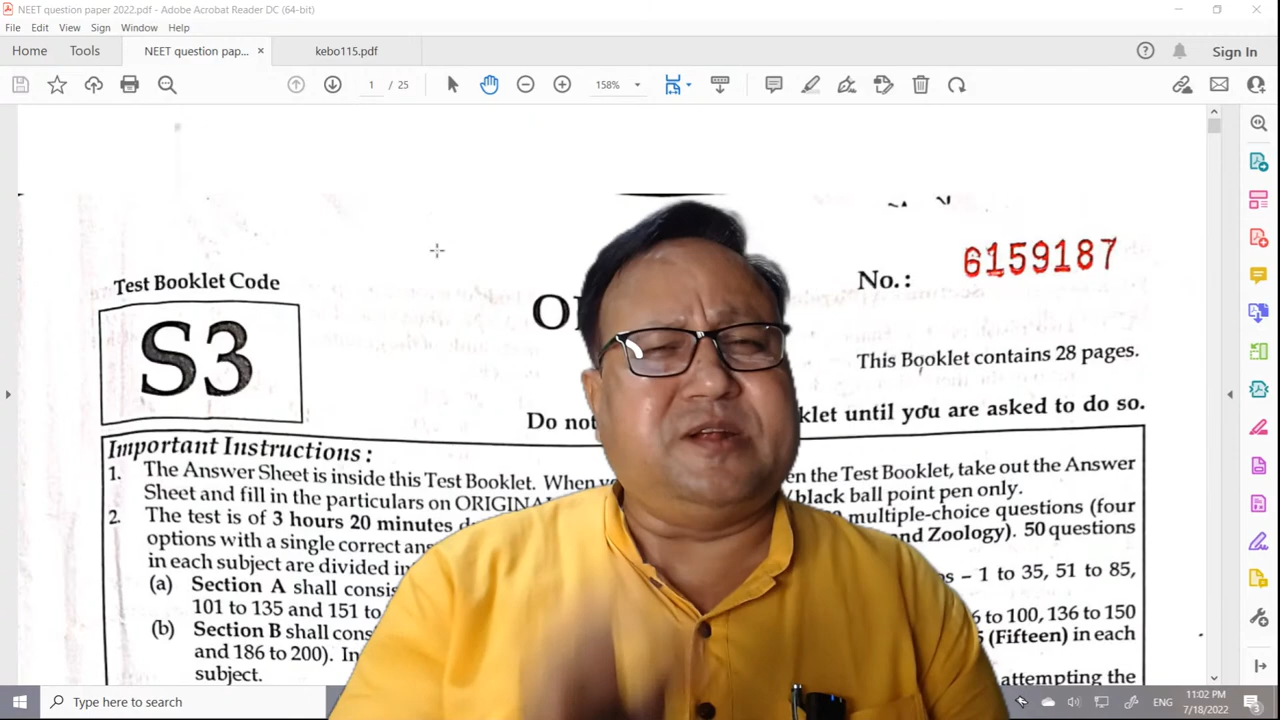 NEET question paper 2022.pdf - Adobe Acrobat Reader DC (64-bit)
File Edit View Sign Window Help
Home Tools NEET question pap... × kebo115.pdf Sign In
1 / 25 158%
Test Booklet Code
S3
No. :
6159187
This Booklet contains 28 pages.
Do not
klet until you are asked to do so.
Important Instructions :
1. The Answer Sheet is inside this Test Booklet. When
en the Test Booklet, take out the Answer
Sheet and fill in the particulars on
black ball point pen only.
2. The test is of 3 hours 20 minutes
multiple-choice questions (four
options with a single correct
and Zoology). 50 questions
in each subject are divided
– 1 to 35, 51 to 85,
(a) Section A shall
101 to 135 and 151 to
to 100, 136 to 150
(b) Section B shall
(Fifteen) in each
and 186 to 200). In
subject.
attempting the
Type here to search
ENG
11:02 PM
7/18/2022
3